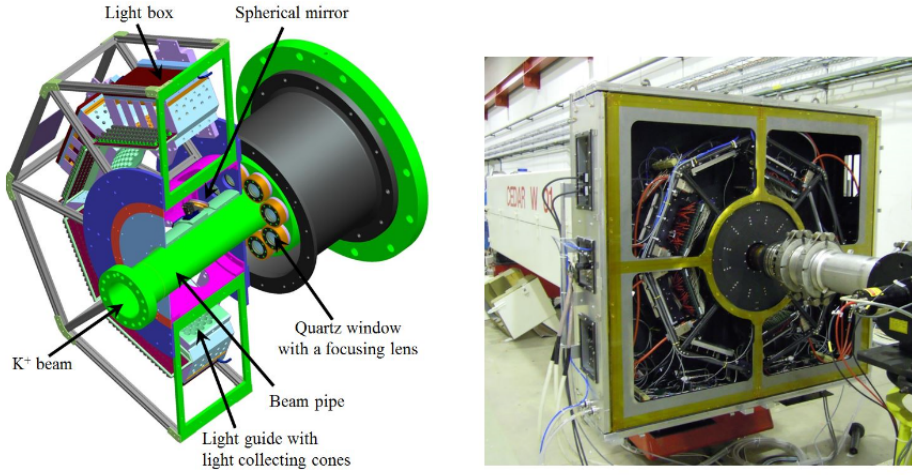 Light box
Spherical mirror
Quartz window
with a focusing lens
K⁺ beam
Beam pipe
Light guide with
light collecting cones
CEDAR W 01